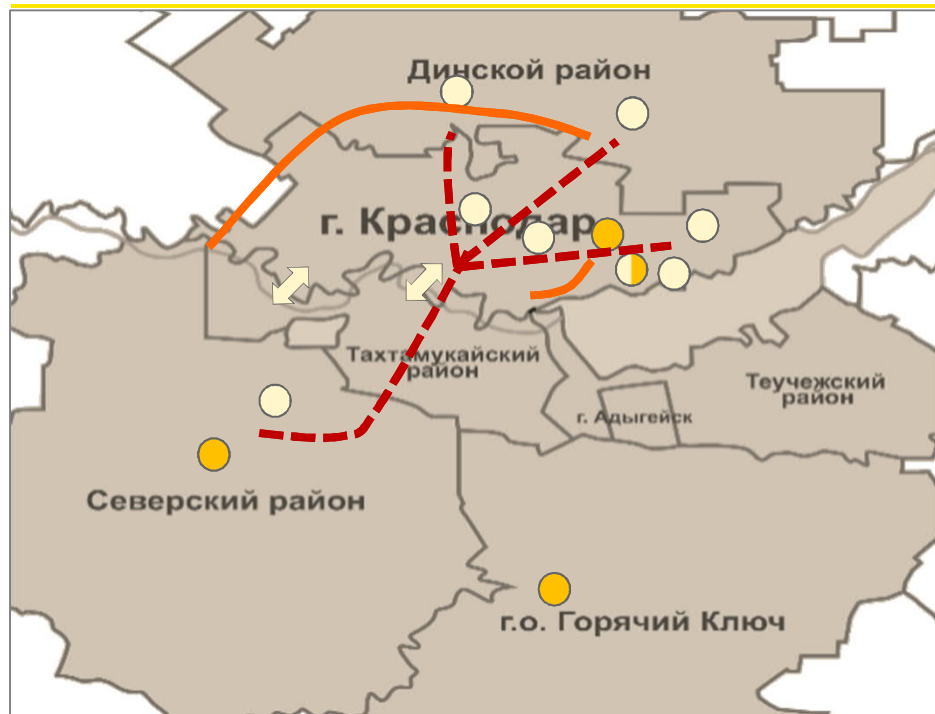 Динской район
г. Краснодар
Тахтамукайский
район
Теучежский
район
г. Адыгейск
Северский район
г.о. Горячий Ключ